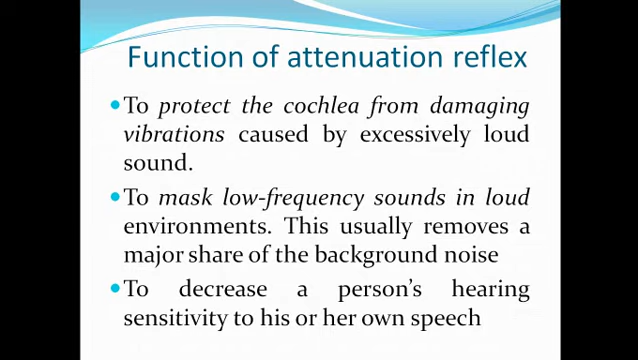 Function of attenuation reflex
•To protect the cochlea from damaging
vibrations caused by excessively loud
sound.
•To mask low-frequency sounds in loud
environments. This usually removes a
major share of the background noise
•To decrease a person's hearing
sensitivity to his or her own speech